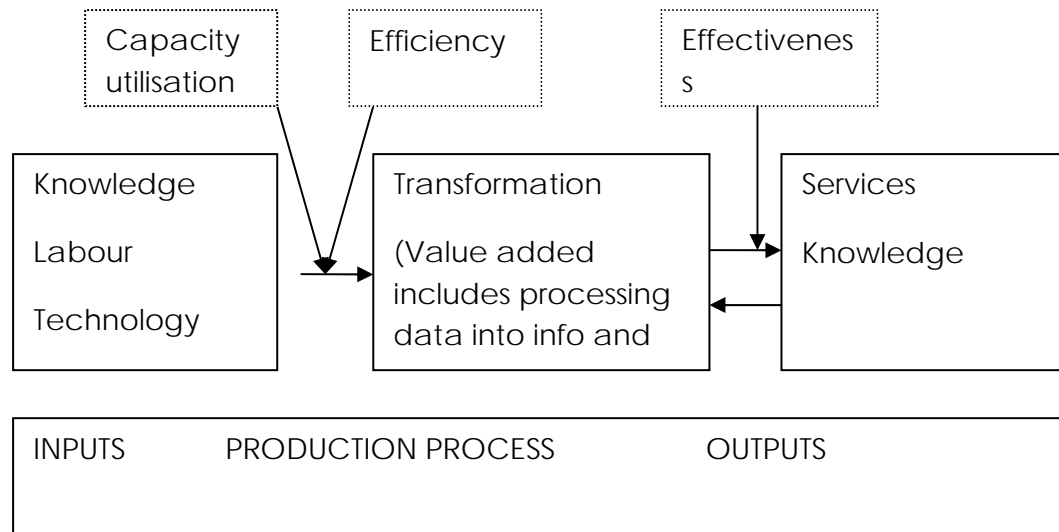 Capacity
utilisation
Efficiency
Effectivenes
s
Knowledge
Labour
Technology
Transformation
(Value added
includes processing
data into info and
Services
Knowledge
INPUTS PRODUCTION PROCESS OUTPUTS